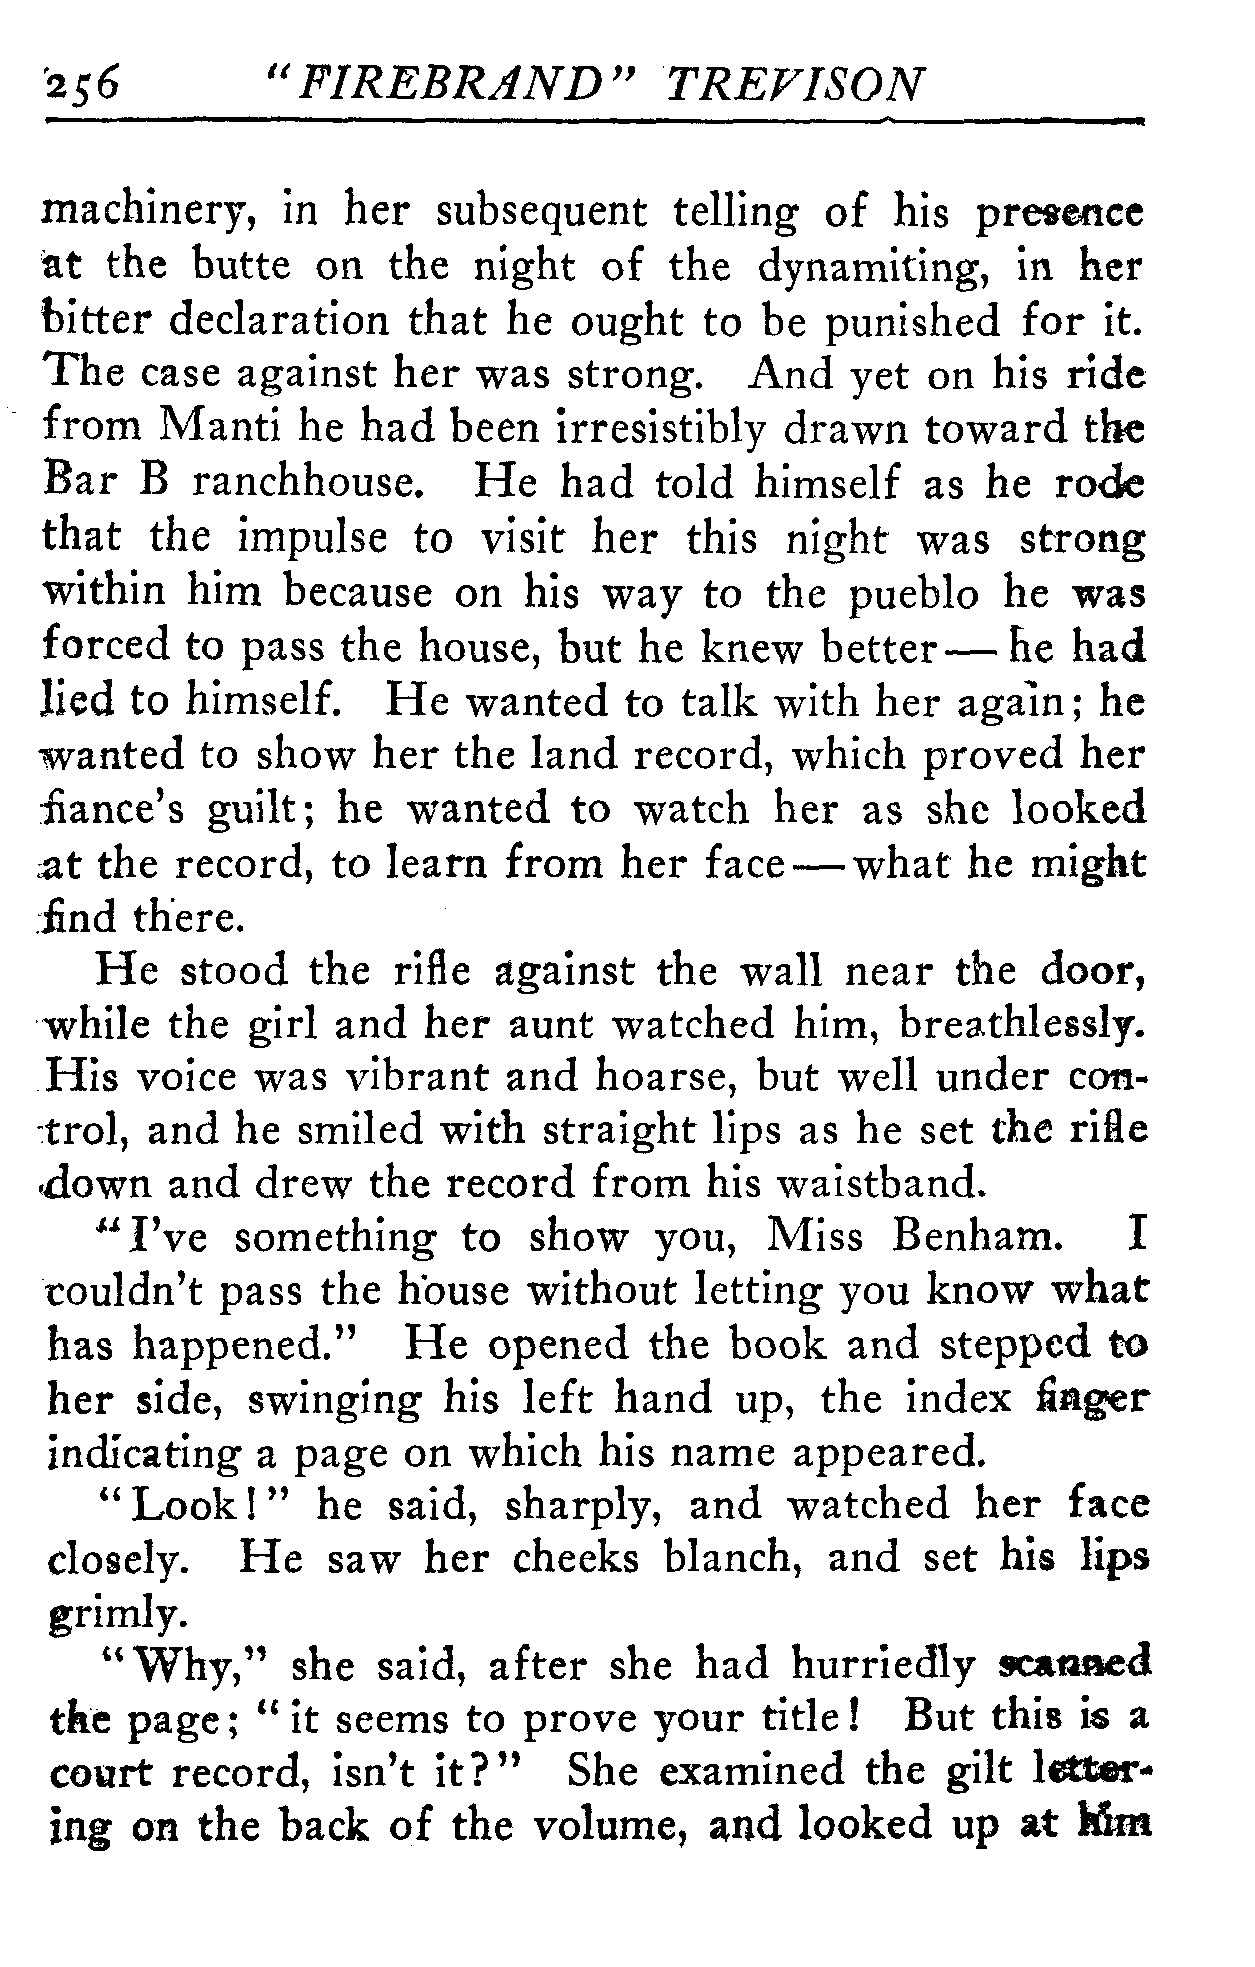 256 "FIREBRAND" TREVISON
machinery, in her subsequent telling of his presence
at the butte on the night of the dynamiting, in her
bitter declaration that he ought to be punished for it.
The case against her was strong. And yet on his ride
from Manti he had been irresistibly drawn toward the
Bar B ranchhouse. He had told himself as he rode
that the impulse to visit her this night was strong
within him because on his way to the pueblo he was
forced to pass the house, but he knew better — he had
lied to himself. He wanted to talk with her again; he
wanted to show her the land record, which proved her
fiance's guilt; he wanted to watch her as she looked
at the record, to learn from her face — what he might
find there.
He stood the rifle against the wall near the door,
while the girl and her aunt watched him, breathlessly.
His voice was vibrant and hoarse, but well under con-
trol, and he smiled with straight lips as he set the rifle
down and drew the record from his waistband.
"I've something to show you, Miss Benham. I
couldn't pass the house without letting you know what
has happened." He opened the book and stepped to
her side, swinging his left hand up, the index finger
indicating a page on which his name appeared.
"Look!" he said, sharply, and watched her face
closely. He saw her cheeks blanch, and set his lips
grimly.
"Why," she said, after she had hurriedly scanned
the page; "it seems to prove your title! But this is a
court record, isn't it?" She examined the gilt letter-
ing on the back of the volume, and looked up at him